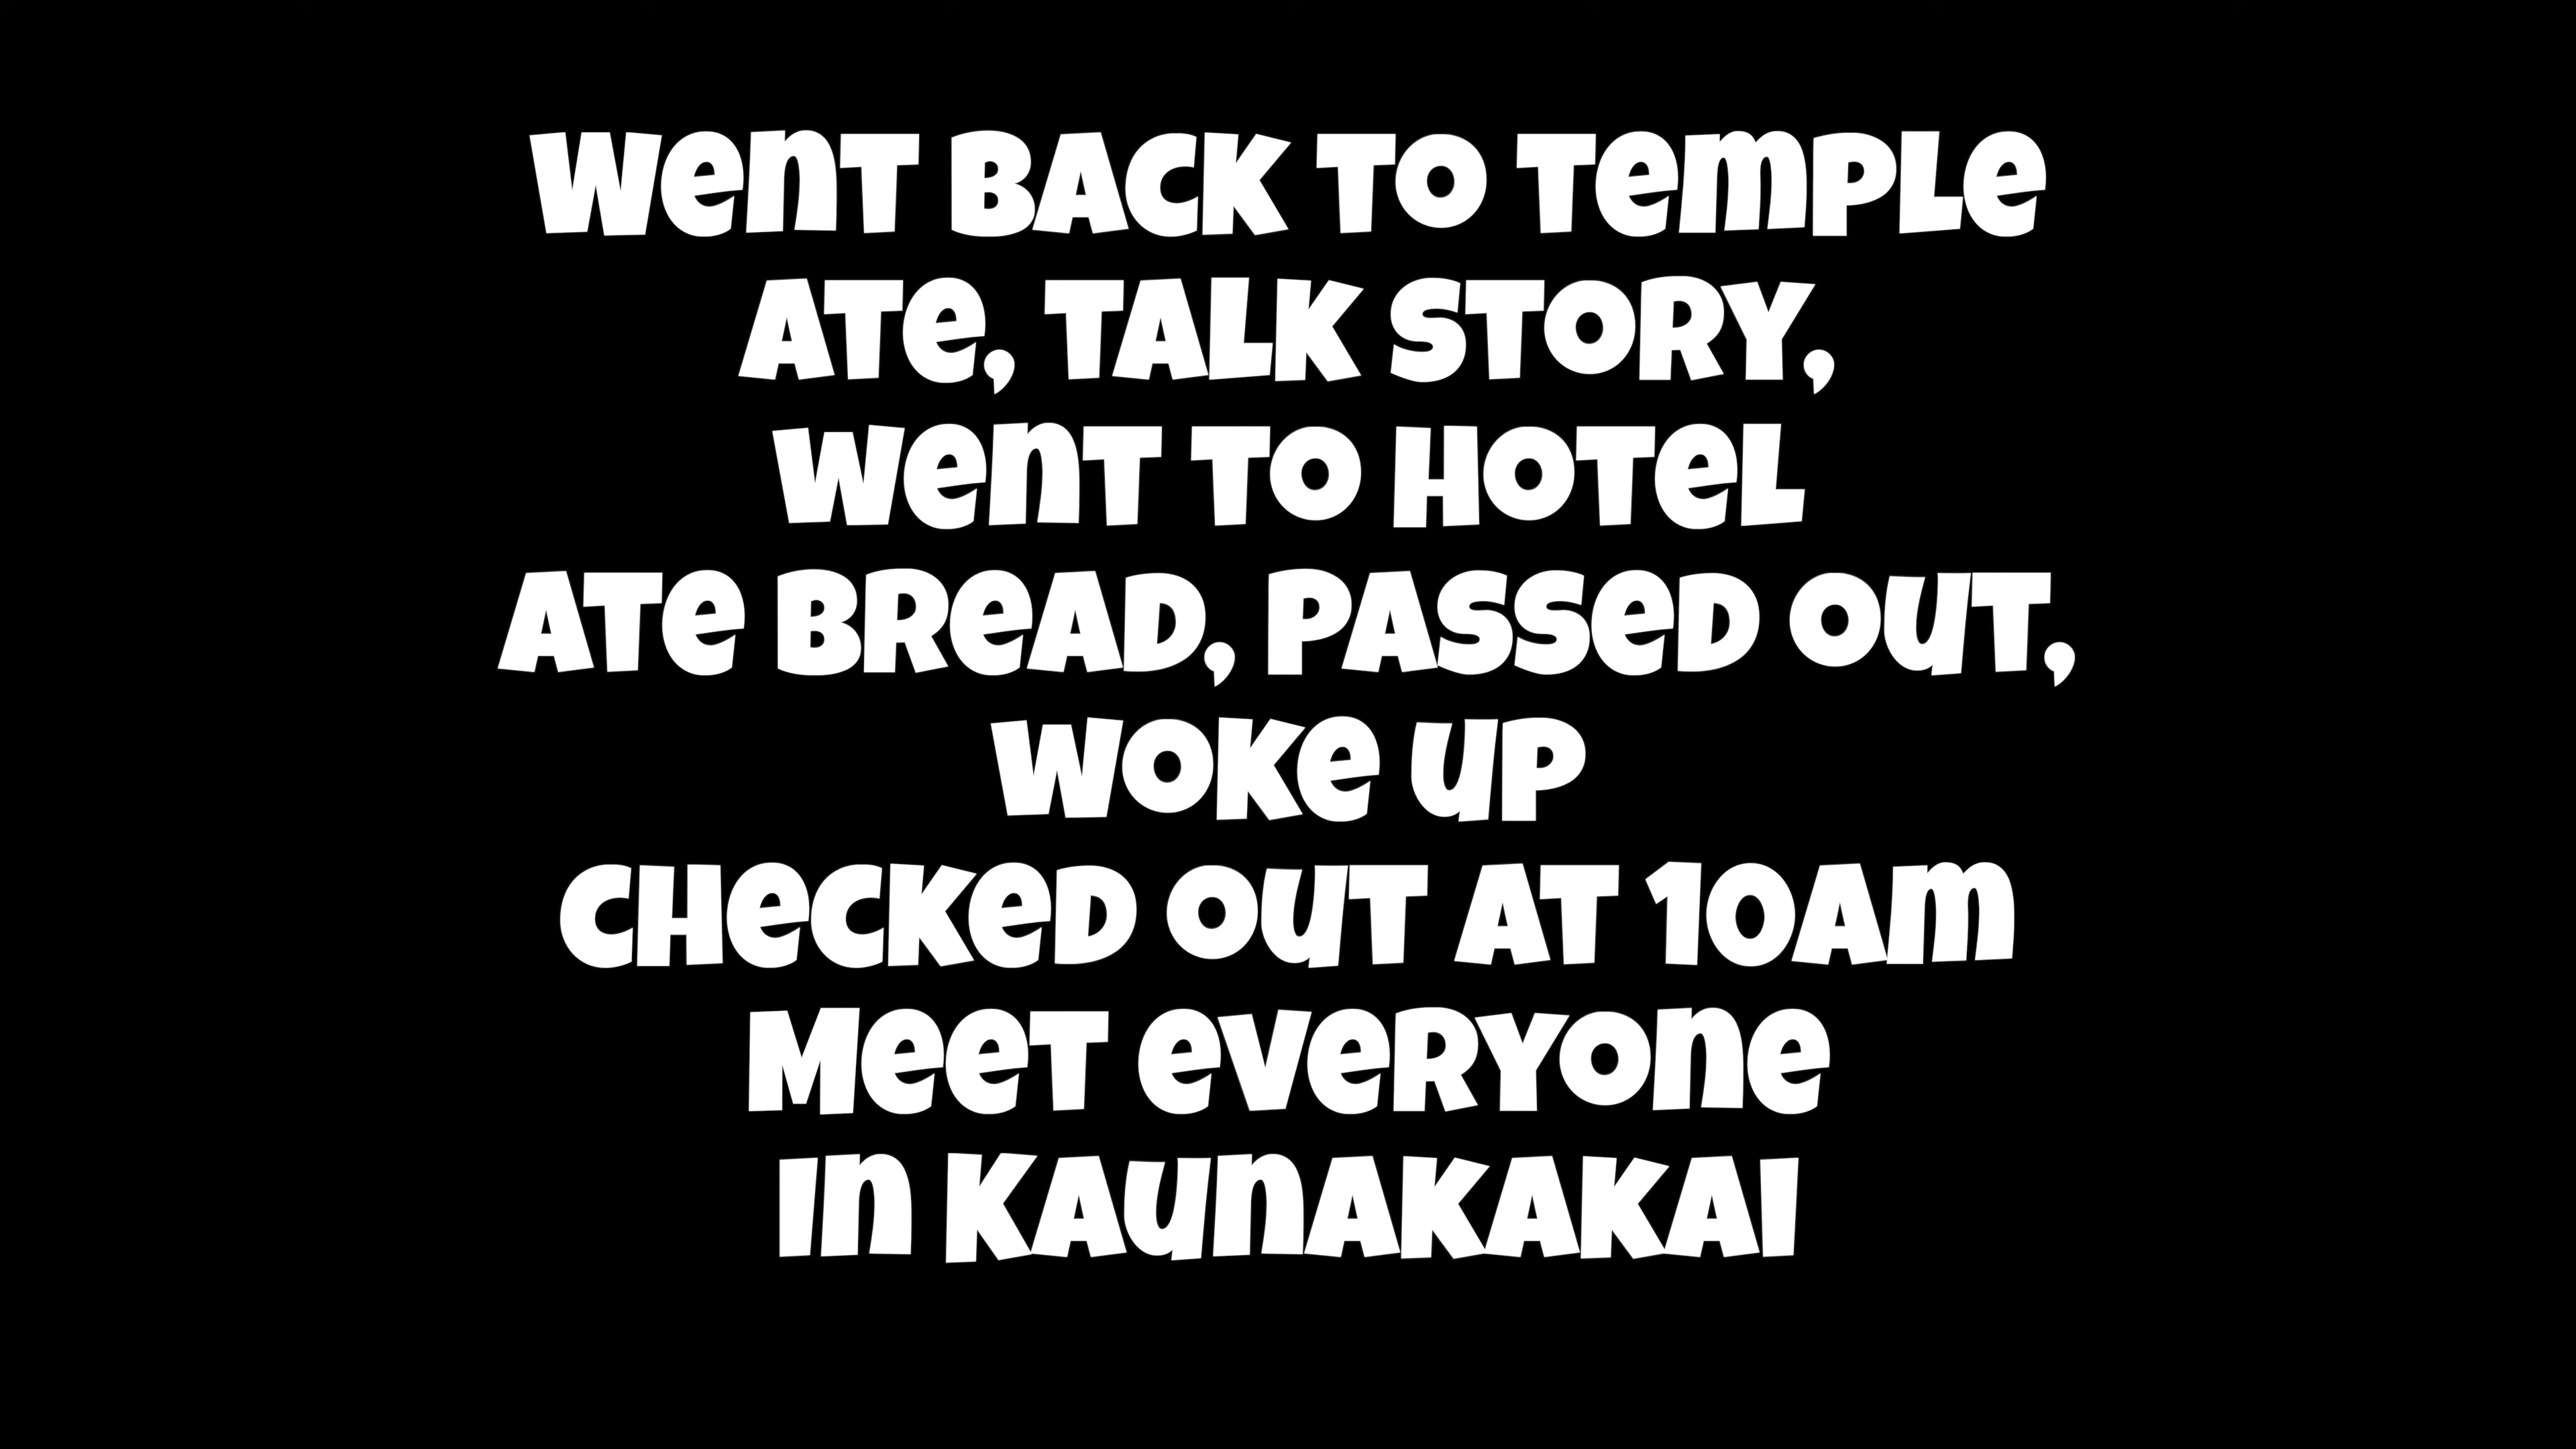 Went back to temple
ate, talk story,
went to hotel
ate bread, passed out,
woke up
checked out at 10am
Meet everyone
in Kaunakakai